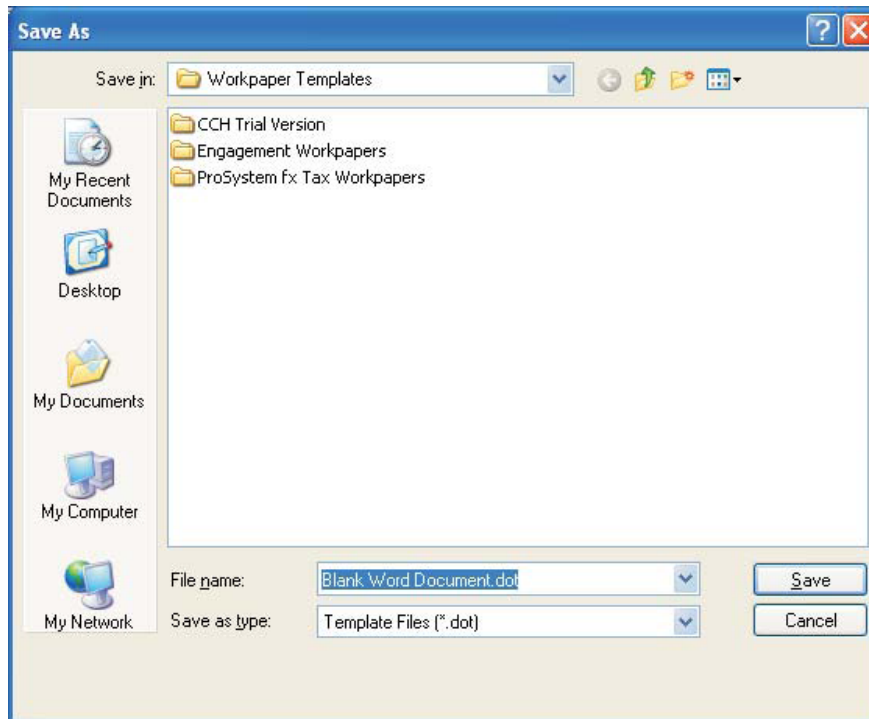 Save As
Save in:
Workpaper Templates
CCH Trial Version
Engagement Workpapers
ProSystem fx Tax Workpapers
My Recent
Documents
Desktop
My Documents
My Computer
My Network
File name:
Blank Word Document.dot
Save
Save as type:
Template Files (*.dot)
Cancel